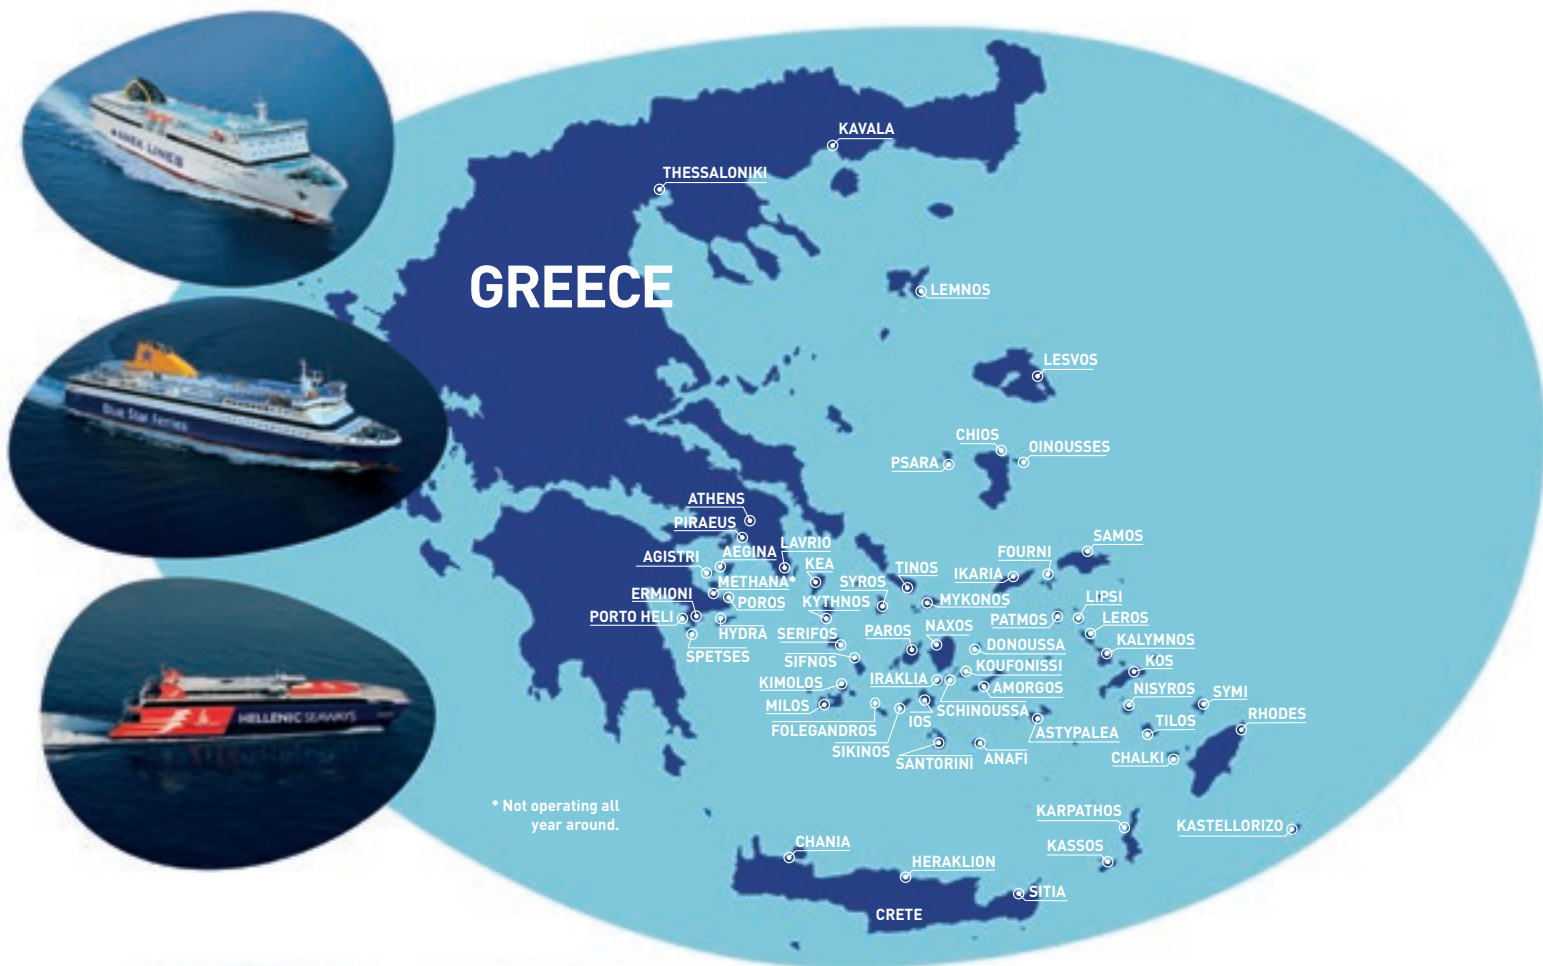 KAVALA
THESSALONIKI
GREECE
LEMNOS
LESVOS
CHIOS
OINOUSSES
PSARA
ATHENS
PIRAEUS
LAVRIO
AGISTRI
AEGINA
KEA
METHANA*
ERMIONI
POROS
PORTO HELI
HYDRA
SPETSES
SYROS
TINOS
KYTHNOS
MYKONOS
SERIFOS
PAROS
NAXOS
SIFNOS
KIMOLOS
MILOS
FOLEGANDROS
SIKINOS
IOS
IRAKLIA
SCHINOUSSA
KOUFONISSI
DONOUSSA
AMORGOS
SANTORINI
ANAFI
ASTYPALEA
IKARIA
FOURNI
SAMOS
PATMOS
LIPSI
LEROS
KALYMNOS
KOS
NISYROS
SYMI
TILOS
RHODES
CHALKI
KARPATHOS
KASSOS
KASTELLORIZO
CHANIA
HERAKLION
SITIA
CRETE
* Not operating all
year around.
ANEK LINES
Blue Star Ferries
HELLENIC SEAWAYS